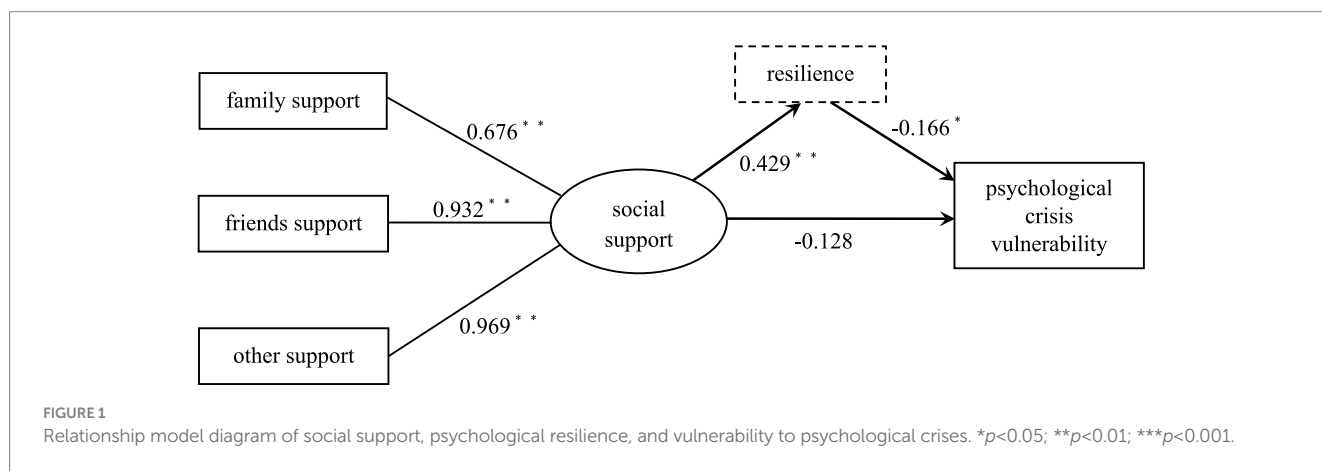 resilience
family support
0.676**
-0.166*
0.429**
psychological
crisis
vulnerability
friends support
0.932**
social
support
-0.128
0.969**
other support
FIGURE 1
Relationship model diagram of social support, psychological resilience, and vulnerability to psychological crises. *p<0.05; **p<0.01; ***p<0.001.